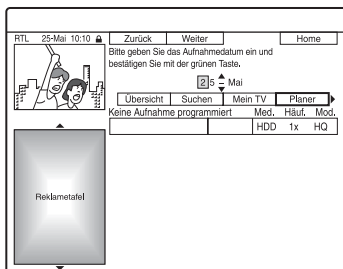 RTL 25-Mai 10:10
Zurück Weiter Home
Bitte geben Sie das Aufnahmedatum ein und
bestätigen Sie mit der grünen Taste.
25 Mai
Übersicht Suchen Mein TV Planer
Keine Aufnahme programmiert Med. Häuf. Mod.
HDD 1x HQ
Reklametafel